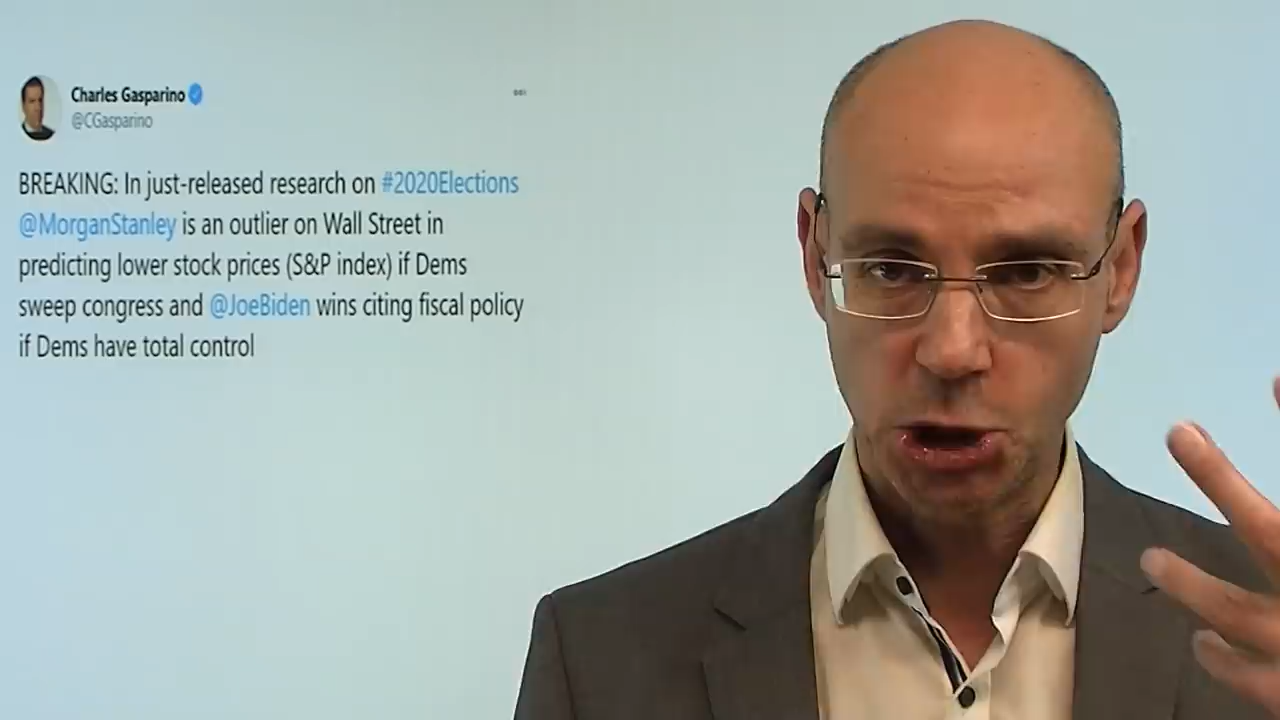 Charles Gasparino
@CGasparino
BREAKING: In just-released research on #2020Elections
@MorganStanley is an outlier on Wall Street in
predicting lower stock prices (S&P index) if Dems
sweep congress and @JoeBiden wins citing fiscal policy
if Dems have total control